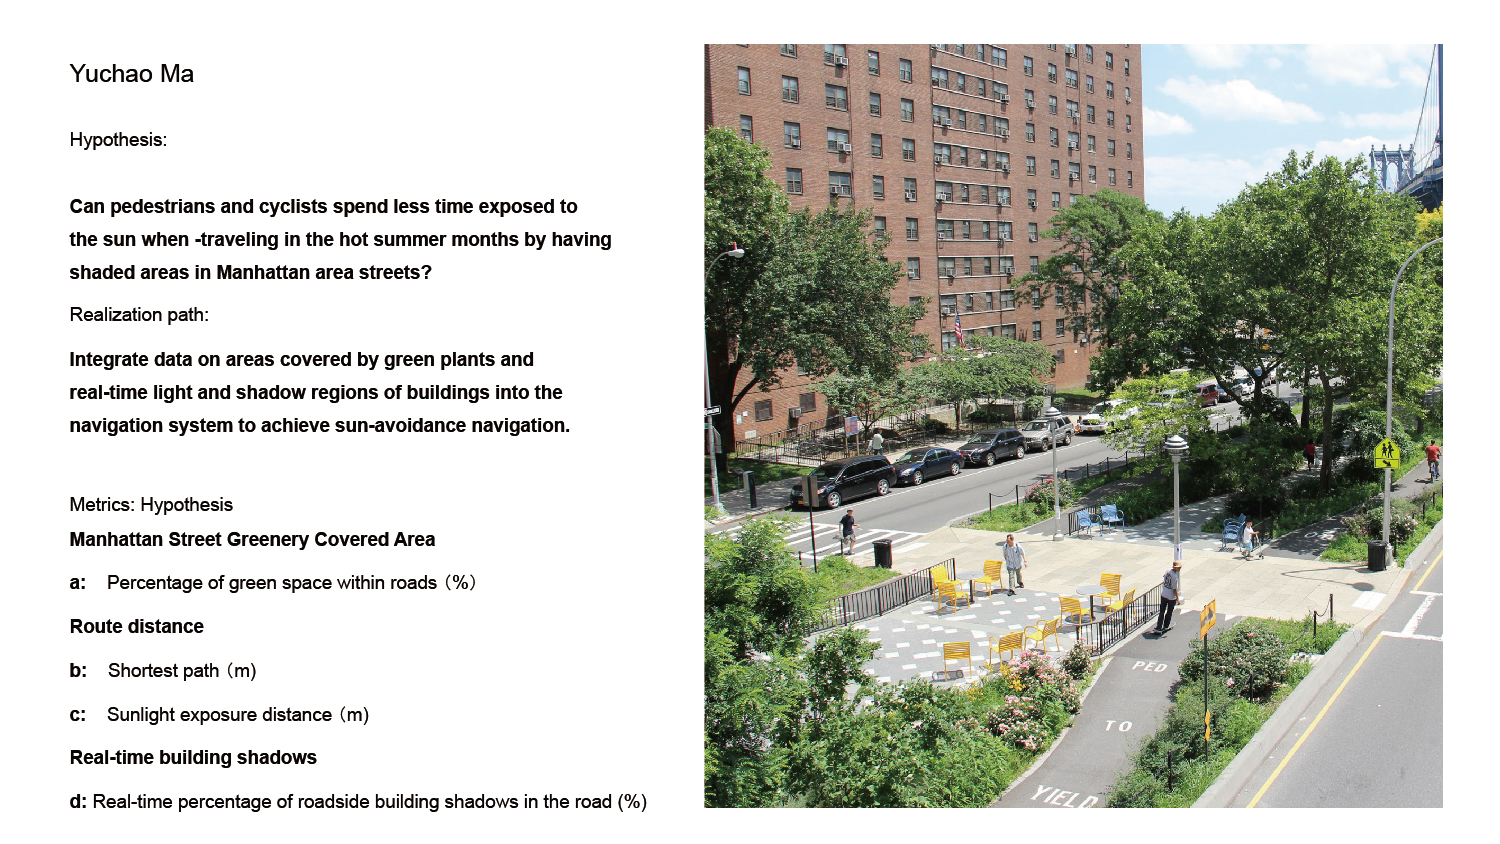 Yuchao Ma
Hypothesis:
Can pedestrians and cyclists spend less time exposed to
the sun when -traveling in the hot summer months by having
shaded areas in Manhattan area streets?
Realization path:
Integrate data on areas covered by green plants and
real-time light and shadow regions of buildings into the
navigation system to achieve sun-avoidance navigation.
Metrics: Hypothesis
Manhattan Street Greenery Covered Area
a: Percentage of green space within roads（%）
Route distance
b: Shortest path（m)
c: Sunlight exposure distance（m)
Real-time building shadows
d: Real-time percentage of roadside building shadows in the road (%)
PED
TO
YIELD